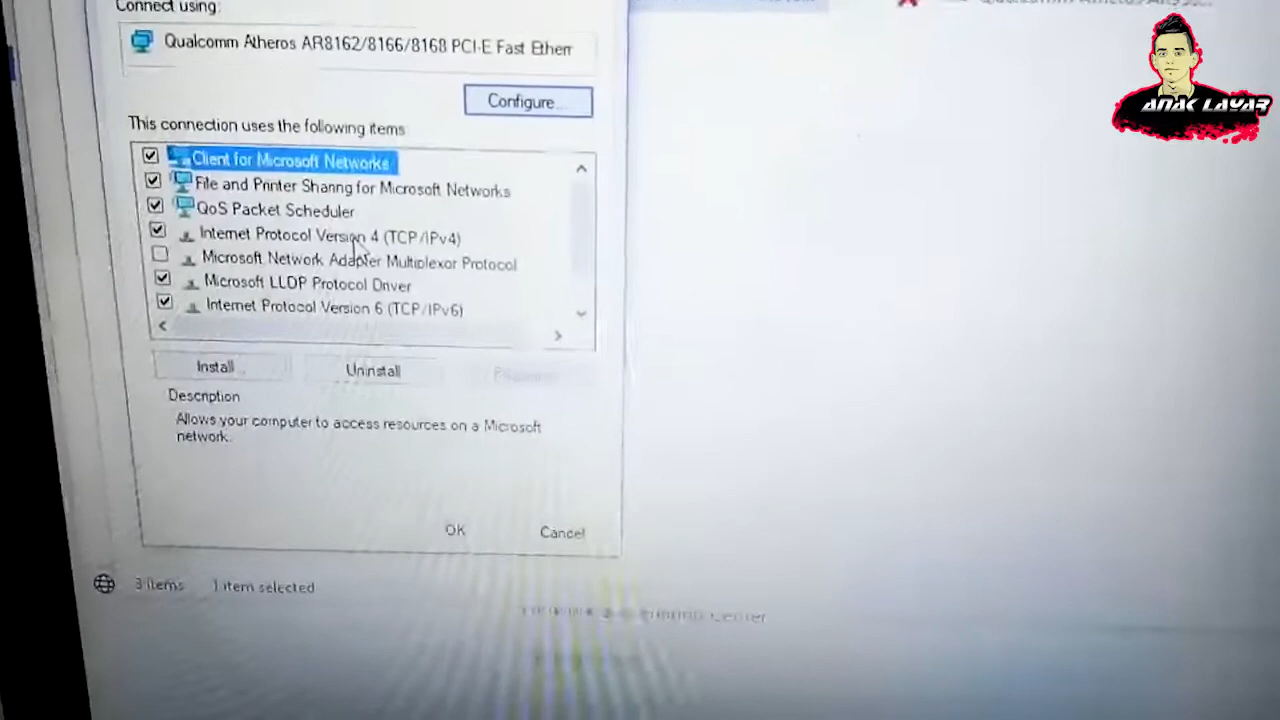 Connect using:
Qualcomm Atheros AR8162/8166/8168 PCI-E Fast Ethern
Configure...
This connection uses the following items
Client for Microsoft Networks
File and Printer Sharing for Microsoft Networks
QoS Packet Scheduler
Internet Protocol Version 4 (TCP/IPv4)
Microsoft Network Adapter Multiplexor Protocol
Microsoft LLDP Protocol Driver
Internet Protocol Version 6 (TCP/IPv6)
Install...
Uninstall
Properties
Description
Allows your computer to access resources on a Microsoft
network.
OK
Cancel
3 items
1 item selected
Center
ANAK LAYAR